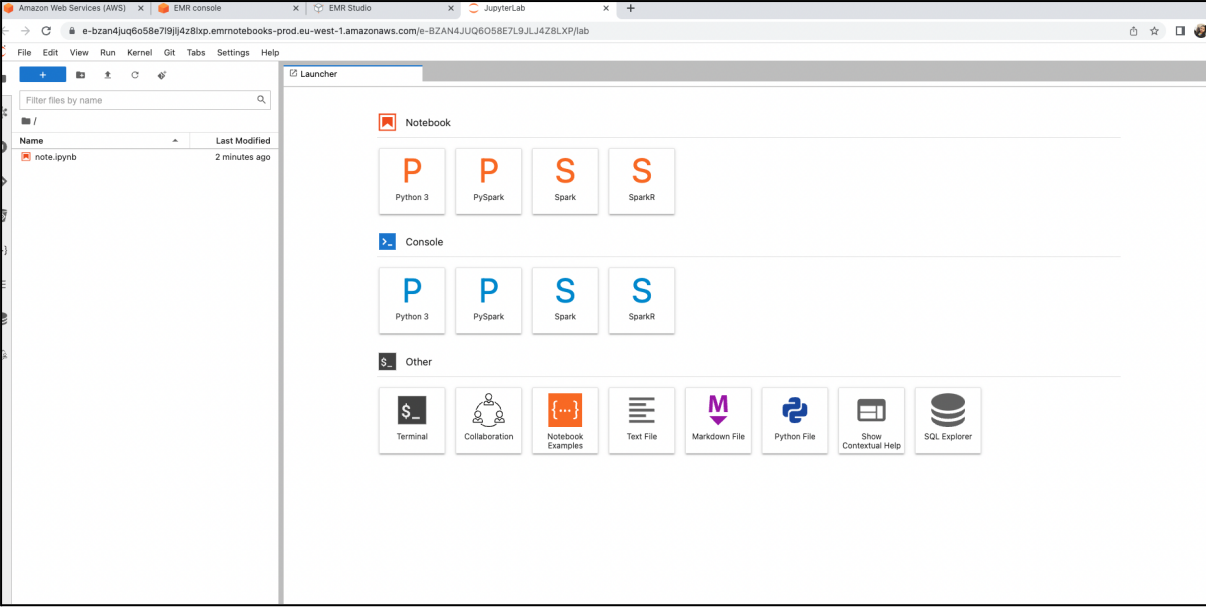 Amazon Web Services (AWS) × EMR console × EMR Studio × JupyterLab × +
e-bzan4juq6o58e7l9jlj4z8lxp.emrnotebooks-prod.eu-west-1.amazonaws.com/e-BZAN4JUQ6O58E7L9JLJ4Z8LXP/lab
File Edit View Run Kernel Git Tabs Settings Help
+
Filter files by name
/
Name Last Modified
note.ipynb 2 minutes ago
Launcher
Notebook
P P S S
Python 3 PySpark Spark SparkR
>_ Console
P P S S
Python 3 PySpark Spark SparkR
$_ Other
$_ {...} M
Terminal Collaboration Notebook Text File Markdown File Python File Show SQL Explorer
Examples Contextual Help